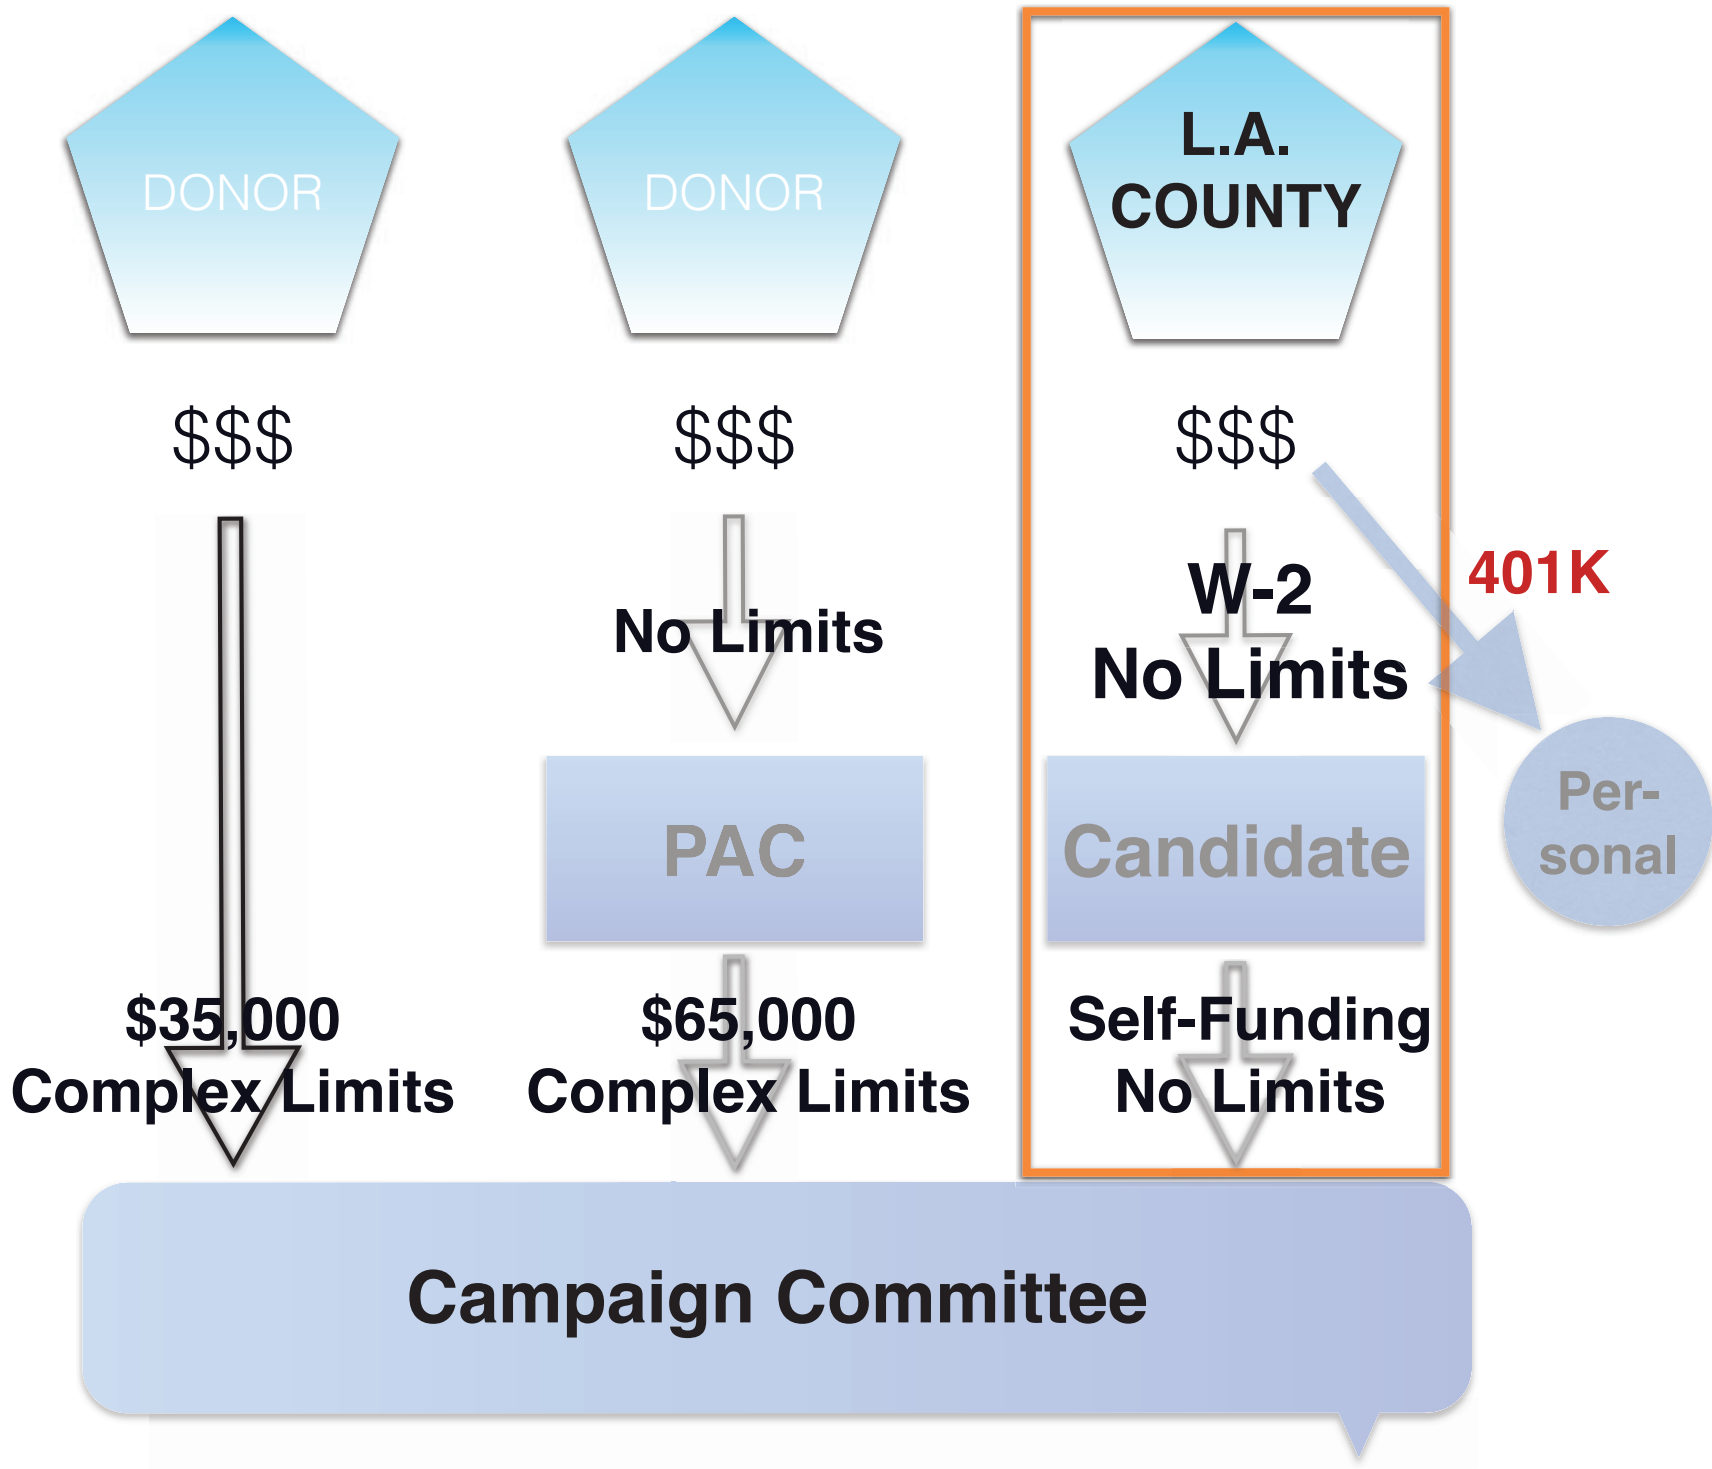 DONOR
DONOR
L.A.
COUNTY
$$$
$$$
$$$
No Limits
W-2
No Limits
401K
PAC
Candidate
Per-
sonal
$35,000
Complex Limits
$65,000
Complex Limits
Self-Funding
No Limits
Campaign Committee